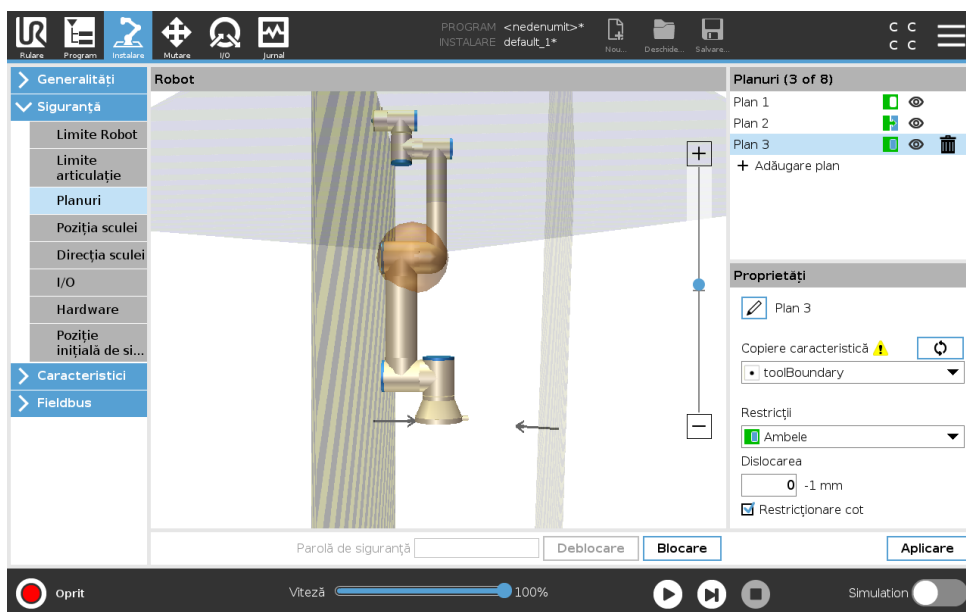 UR
PROGRAM <nedenumit>*
INSTALARE default_1*
Rulare Program Instalare Mutare I/O Jurnal
Nou... Deschide... Salvare...
C C
C C
Generalități
Siguranță
Limite Robot
Limite
articulație
Planuri
Poziția sculei
Direcția sculei
I/O
Hardware
Poziție
inițială de si...
Caracteristici
Fieldbus
Robot
Planuri (3 of 8)
Plan 1
Plan 2
Plan 3
+ Adăugare plan
Proprietăți
Plan 3
Copiere caracteristică
toolBoundary
Restricții
Ambele
Dislocarea
0 -1 mm
Restricționare cot
Parolă de siguranță Deblocare Blocare Aplicare
Oprit Viteză 100% Simulation